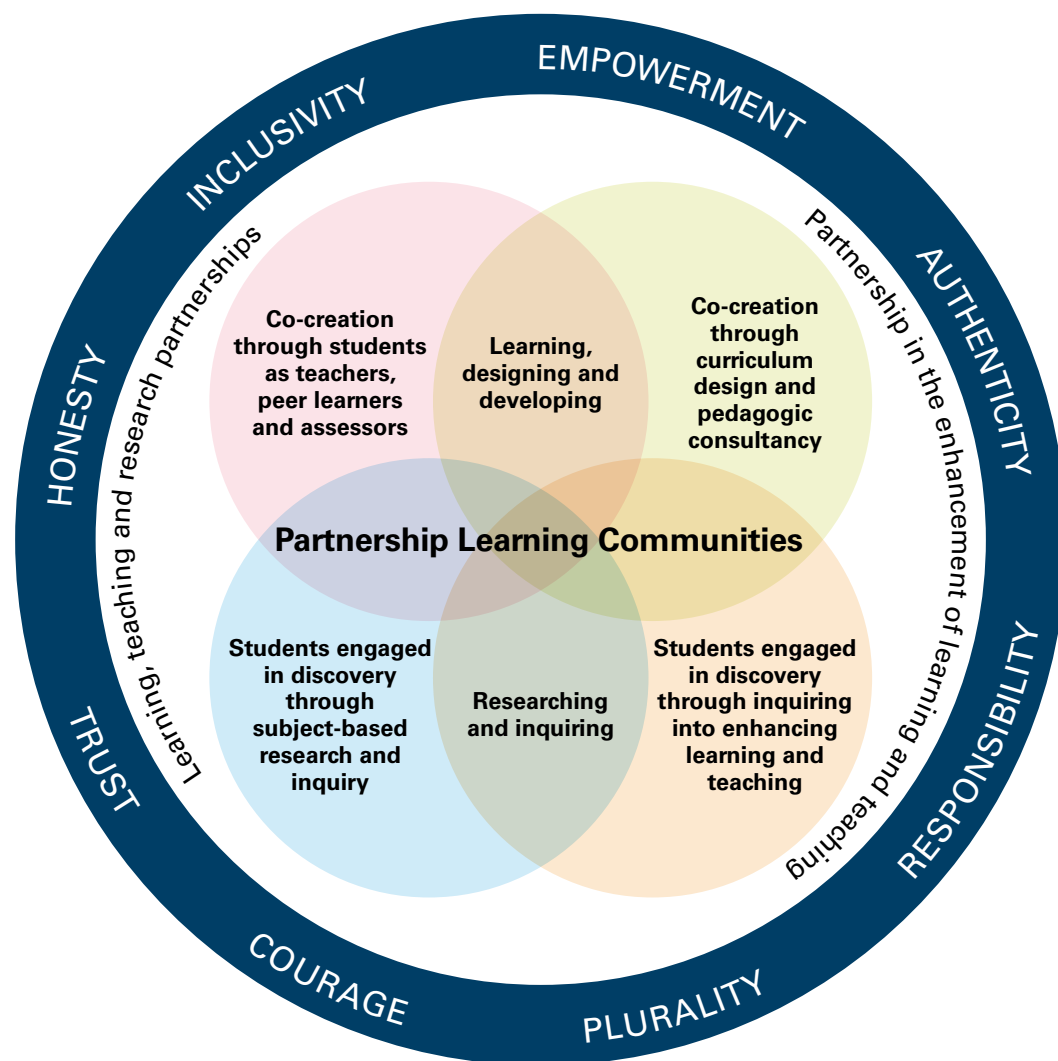 EMPOWERMENT
INCLUSIVITY
AUTHENTICITY
HONESTY
RESPONSIBILITY
TRUST
COURAGE
PLURALITY
Learning, teaching and research partnerships
Partnership in the enhancement of learning and teaching
Co-creation
through students
as teachers,
peer learners
and assessors
Learning,
designing and
developing
Co-creation
through
curriculum
design and
pedagogic
consultancy
Partnership Learning Communities
Students engaged
in discovery
through
subject-based
research and
inquiry
Researching
and inquiring
Students engaged
in discovery
through inquiring
into enhancing
learning and
teaching